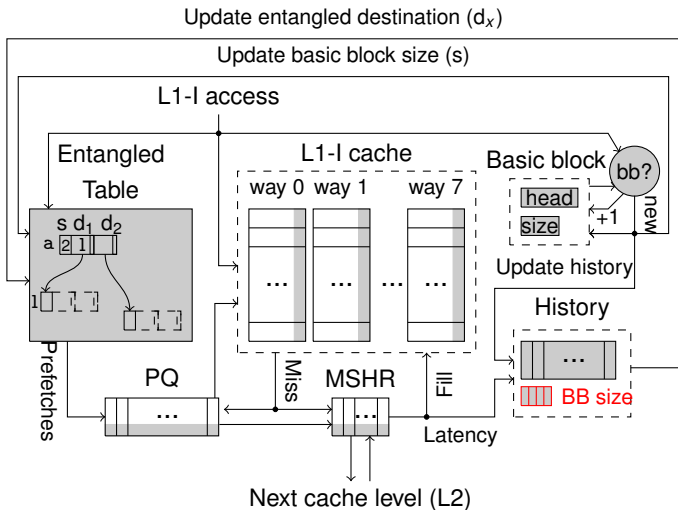 Update entangled destination (dx)
Update basic block size (s)
L1-I access
Entangled
Table
L1-I cache
way 0 way 1 way 7
Basic block
bb?
head
size
+1
new
s d1 d2
a 2 1
...
...
...
...
l
Update history
History
...
BB size
Prefetches
PQ
...
Miss
MSHR
...
Fill
Latency
Next cache level (L2)